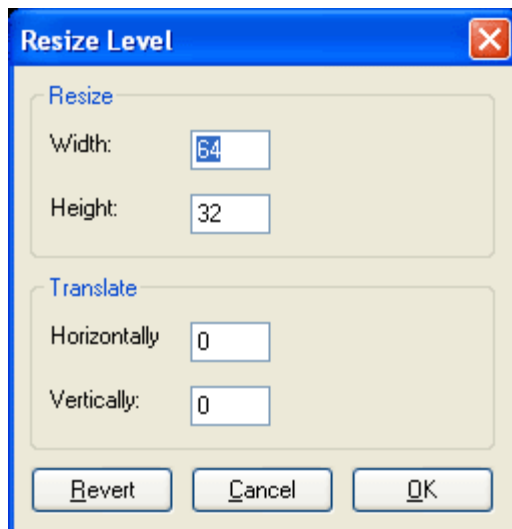 Resize Level
Resize
Width: 64
Height: 32
Translate
Horizontally 0
Vertically: 0
Revert Cancel OK